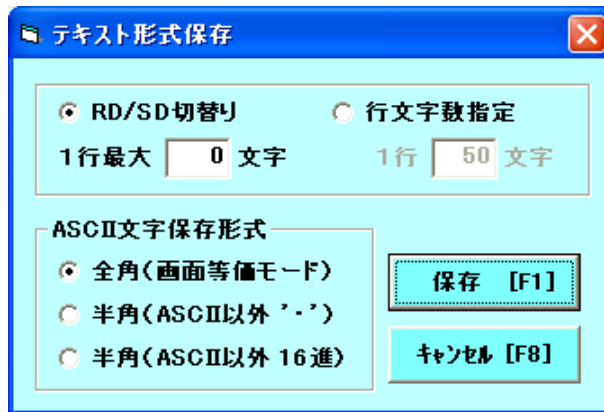 テキスト形式保存
RD/SD切替り 行文字数指定
1行最大 0 文字 1行 50 文字
ASCII文字保存形式
全角(画面等価モード)
半角(ASCII以外 '・')
半角(ASCII以外 16進)
保存 [F1]
ｷｬﾝｾﾙ [F8]